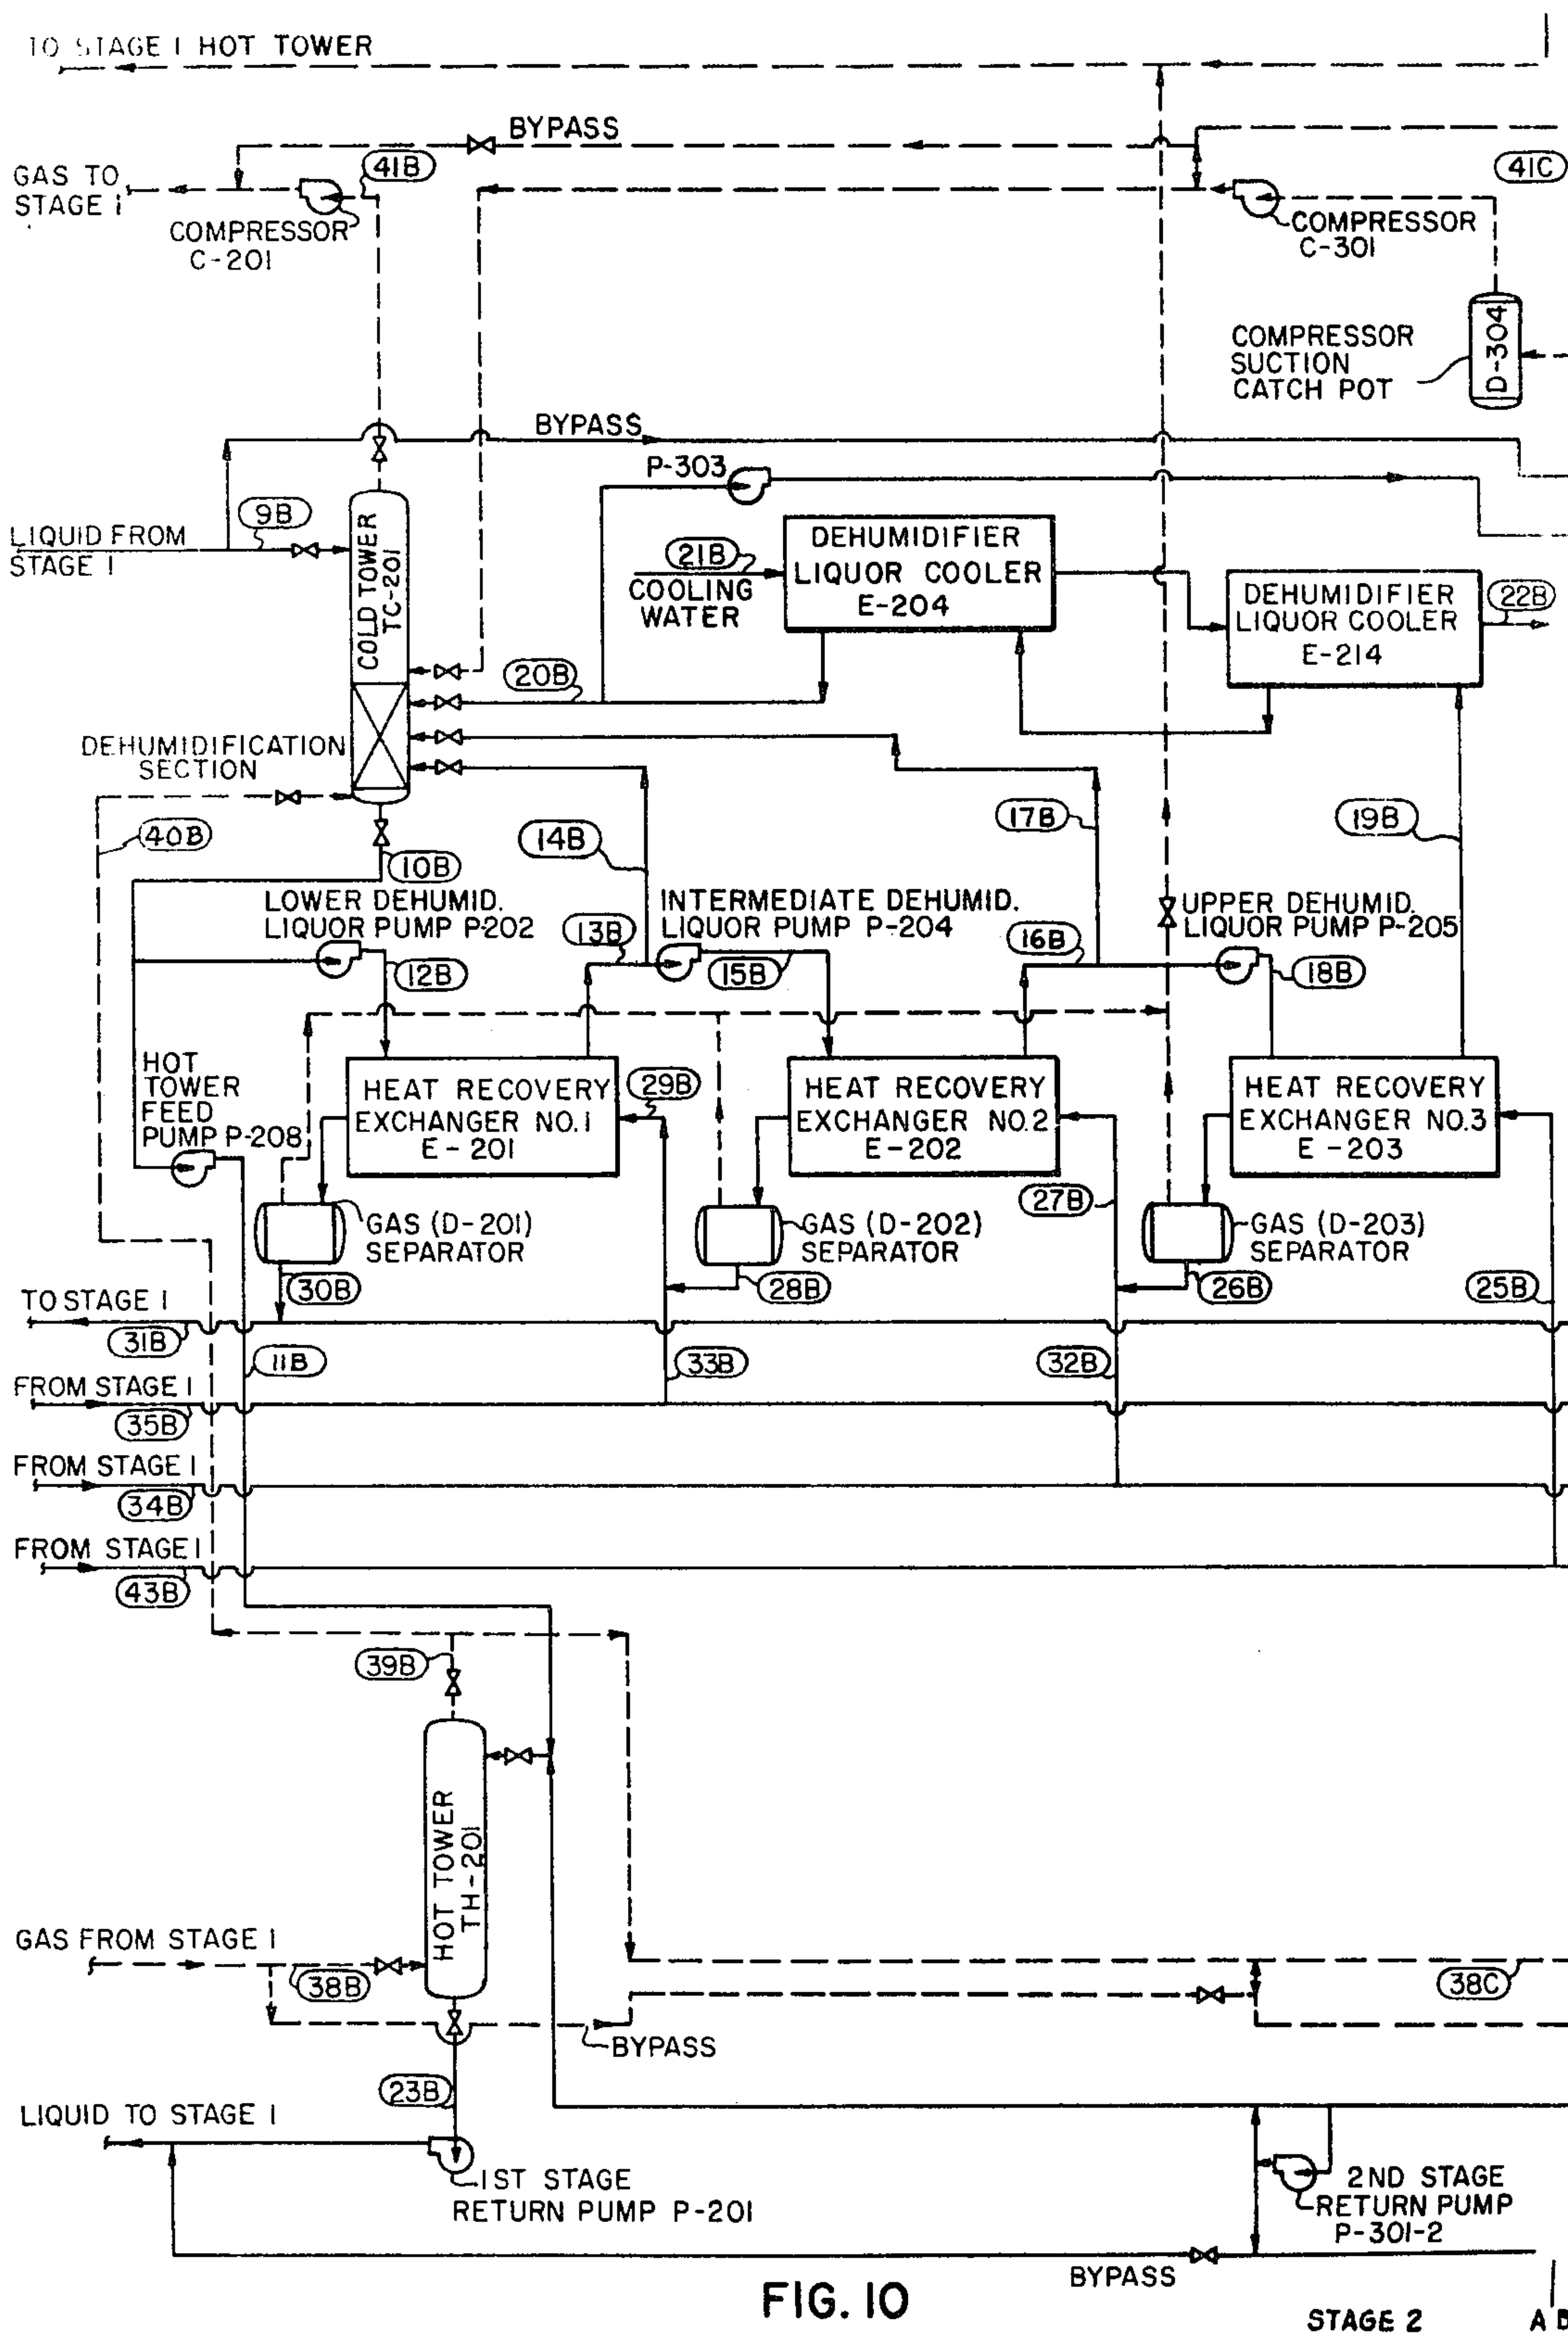 TO STAGE I HOT TOWER
BYPASS
41B
41C
GAS TO
STAGE I
COMPRESSOR
C-201
COMPRESSOR
C-301
COMPRESSOR
SUCTION
CATCH POT
D-304
BYPASS
P-303
9B
LIQUID FROM
STAGE I
COLD TOWER
TC-201
21B
COOLING
WATER
DEHUMIDIFIER
LIQUOR COOLER
E-204
DEHUMIDIFIER
LIQUOR COOLER
E-214
22B
20B
DEHUMIDIFICATION
SECTION
40B
10B
14B
17B
19B
LOWER DEHUMID.
LIQUOR PUMP P-202
13B
INTERMEDIATE DEHUMID.
LIQUOR PUMP P-204
16B
UPPER DEHUMID.
LIQUOR PUMP P-205
12B
15B
18B
HOT
TOWER
FEED
PUMP P-208
HEAT RECOVERY
EXCHANGER NO.1
E-201
29B
HEAT RECOVERY
EXCHANGER NO.2
E-202
HEAT RECOVERY
EXCHANGER NO.3
E-203
27B
GAS (D-201)
SEPARATOR
GAS (D-202)
SEPARATOR
GAS (D-203)
SEPARATOR
30B
28B
26B
25B
TO STAGE I
31B
11B
33B
32B
FROM STAGE I
35B
FROM STAGE I
34B
FROM STAGE I
43B
39B
HOT TOWER
TH-201
GAS FROM STAGE I
38B
38C
BYPASS
23B
LIQUID TO STAGE I
1ST STAGE
RETURN PUMP P-201
2ND STAGE
RETURN PUMP
P-301-2
BYPASS
FIG. 10
STAGE 2
A